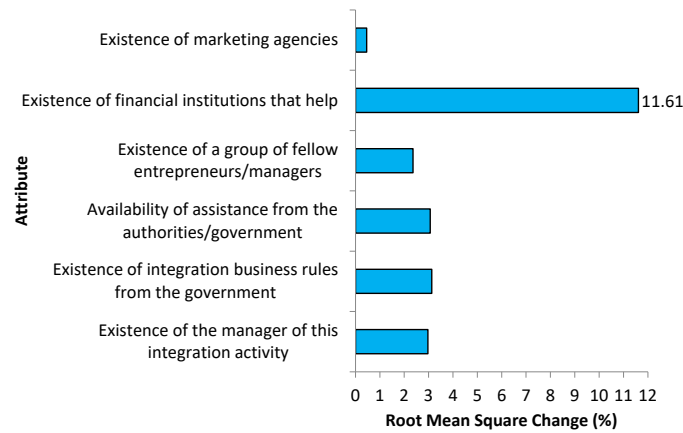 Existence of marketing agencies
Existence of financial institutions that help
11.61
Existence of a group of fellow
entrepreneurs/managers
Attribute
Availability of assistance from the
authorities/government
Existence of integration business rules
from the government
Existence of the manager of this
integration activity
0 1 2 3 4 5 6 7 8 9 10 11 12
Root Mean Square Change (%)